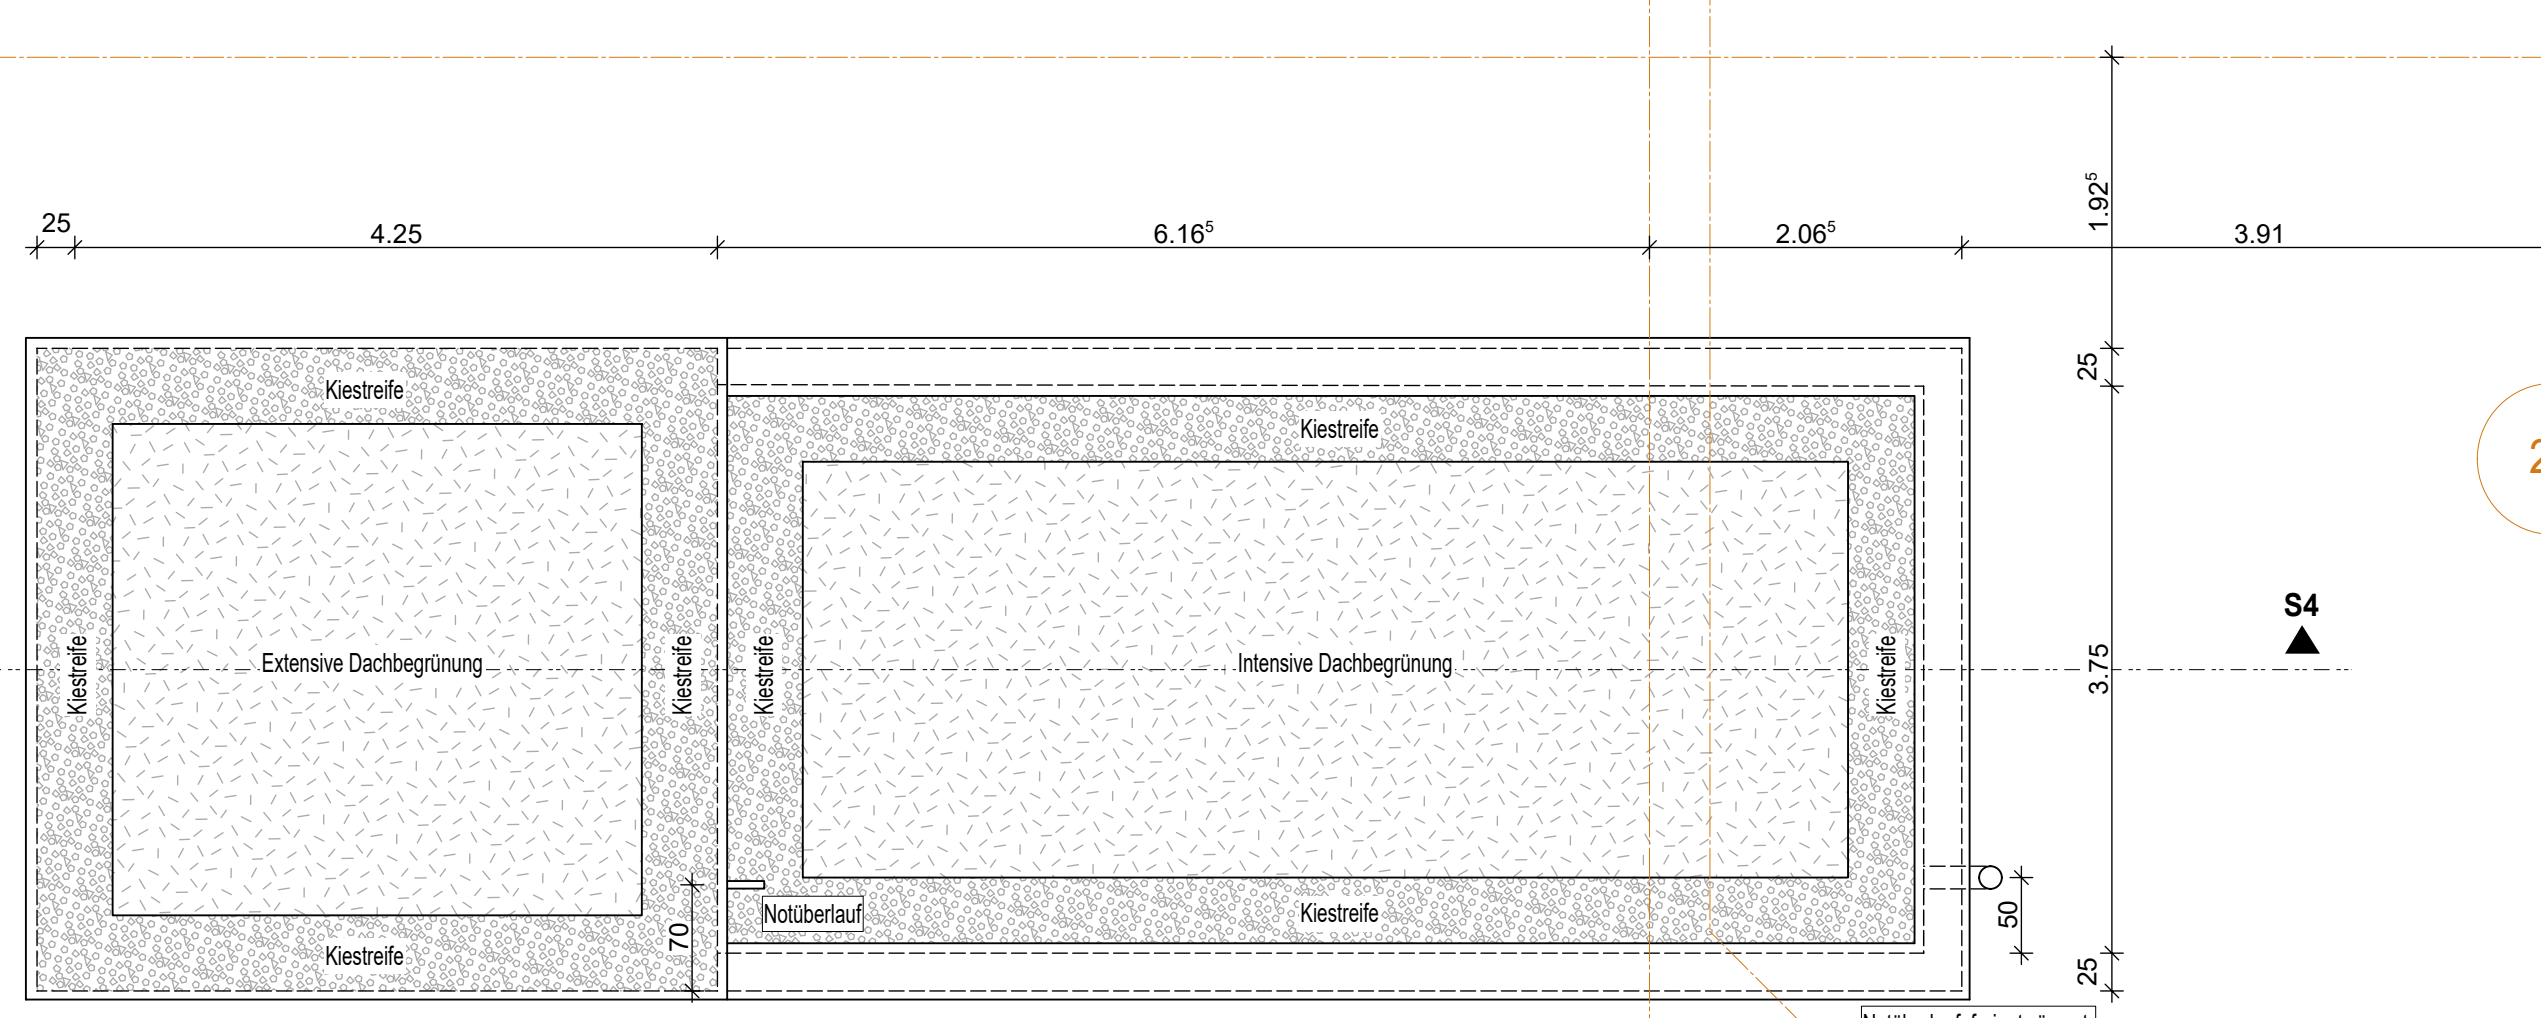 1.92⁵
25
4.25
6.16⁵
2.06⁵
3.91
25
Kiestreife
Kiestreife
2
S4
Kiestreife
Extensive Dachbegrünung
Kiestreife
Kiestreife
Intensive Dachbegrünung
Kiestreife
3.75
Notüberlauf
Kiestreife
50
70
Kiestreife
25